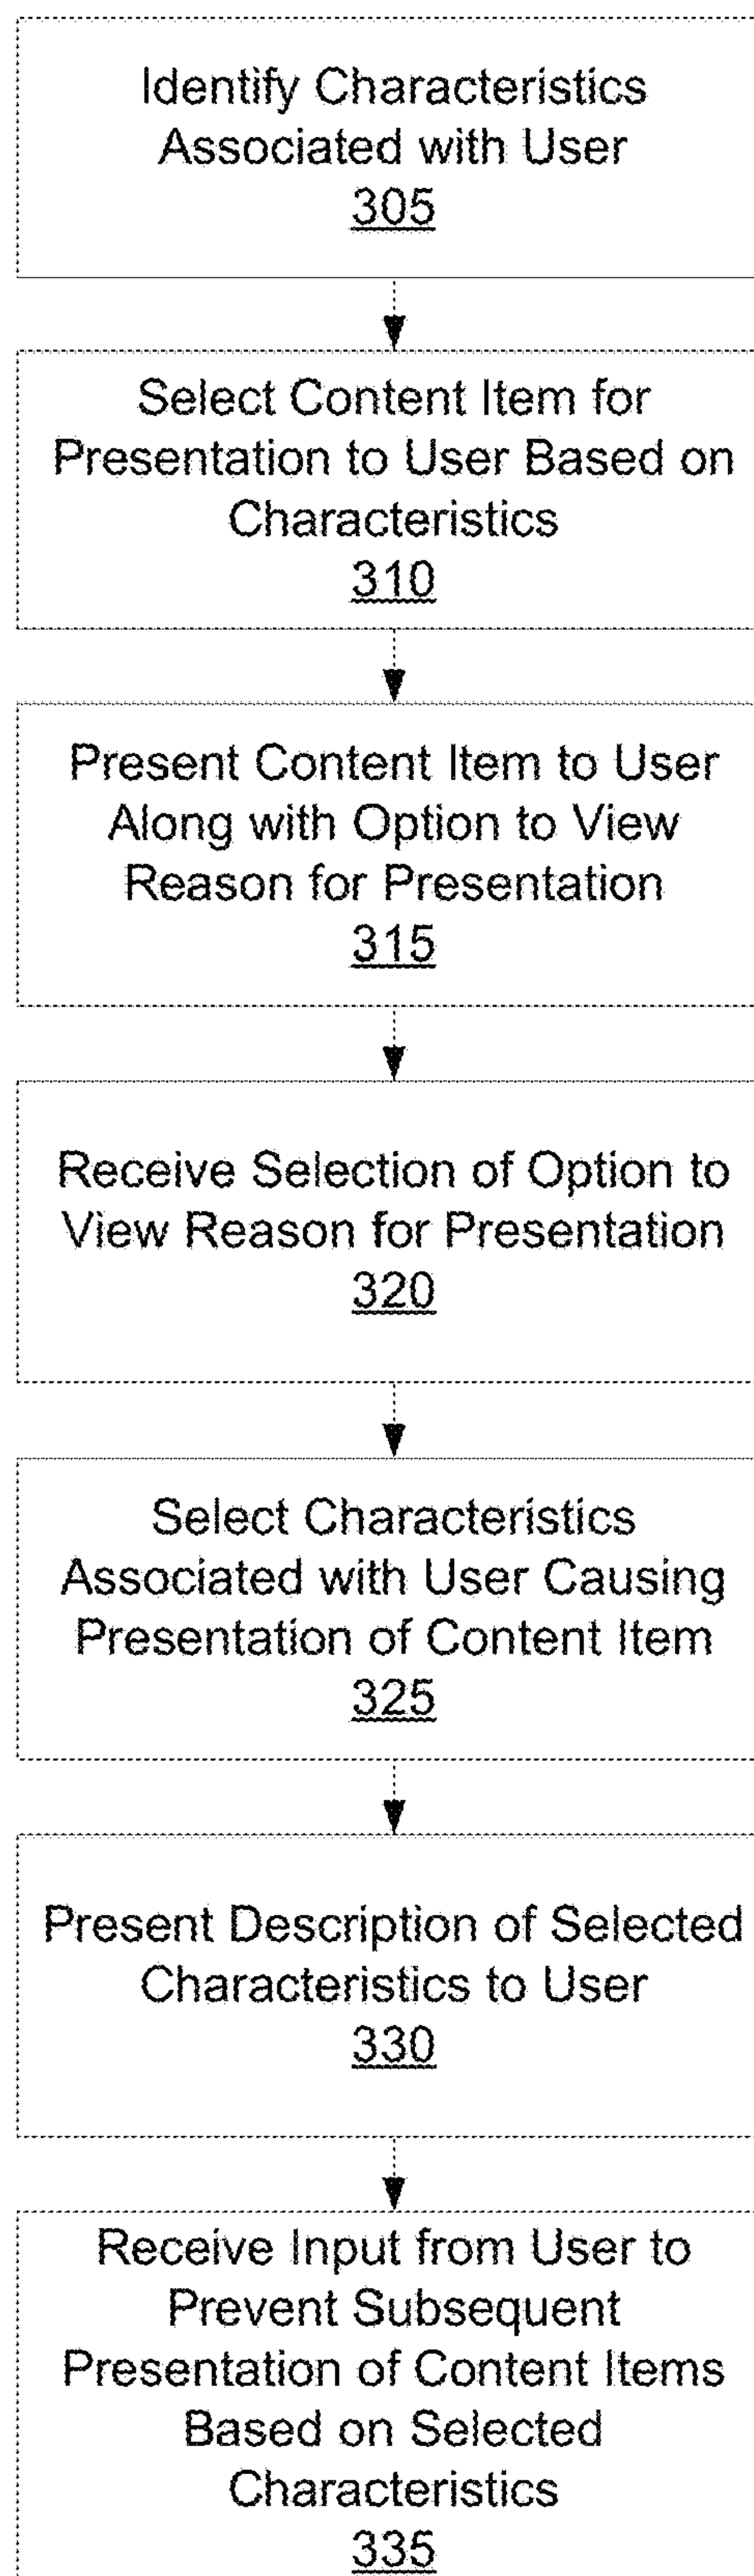 Identify Characteristics
Associated with User
305
Select Content Item for
Presentation to User Based on
Characteristics
310
Present Content Item to User
Along with Option to View
Reason for Presentation
315
Receive Selection of Option to
View Reason for Presentation
320
Select Characteristics
Associated with User Causing
Presentation of Content Item
325
Present Description of Selected
Characteristics to User
330
Receive Input from User to
Prevent Subsequent
Presentation of Content Items
Based on Selected
Characteristics
335